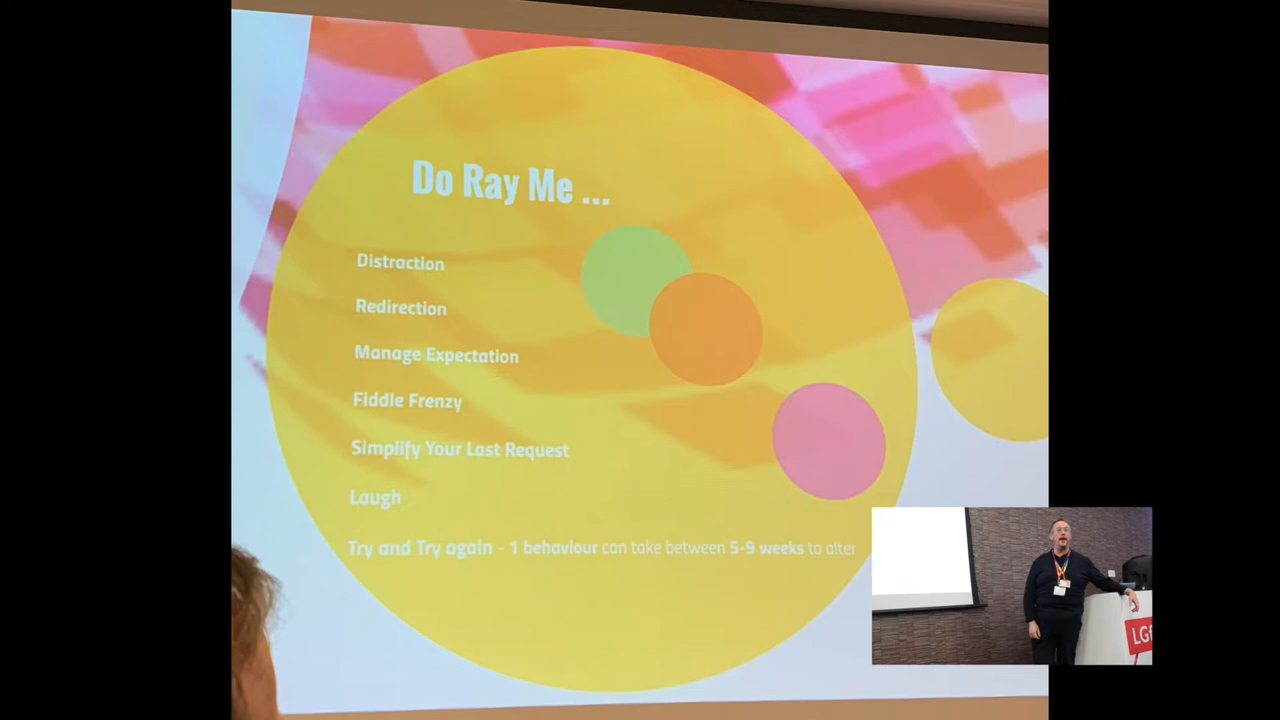 Do Ray Me ...
Distraction
Redirection
Manage Expectation
Fiddle Frenzy
Simplify Your Last Request
Laugh
Try and Try again - 1 behaviour can take between 5-9 weeks to alter
LGf